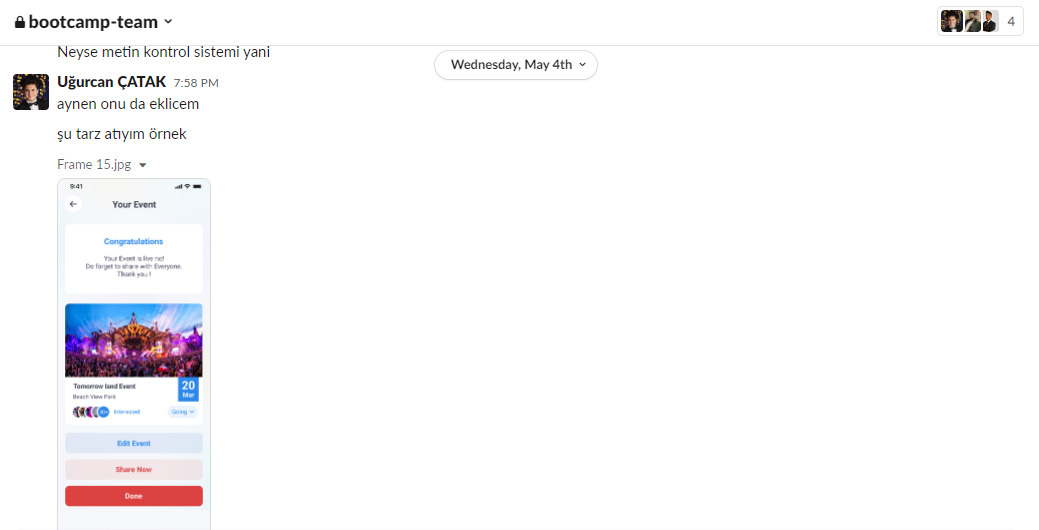 bootcamp-team
4
Neyse metin kontrol sistemi yani
Wednesday, May 4th
Uğurcan ÇATAK 7:58 PM
aynen onu da eklicem
şu tarz atıyım örnek
Frame 15.jpg
9:41
Your Event
Congratulations
Your Event is live no!
Do forget to share with Everyone.
Thank you !
Tomorrow land Event
Beach View Park
20
Mar
Interested
Going
Edit Event
Share Now
Done